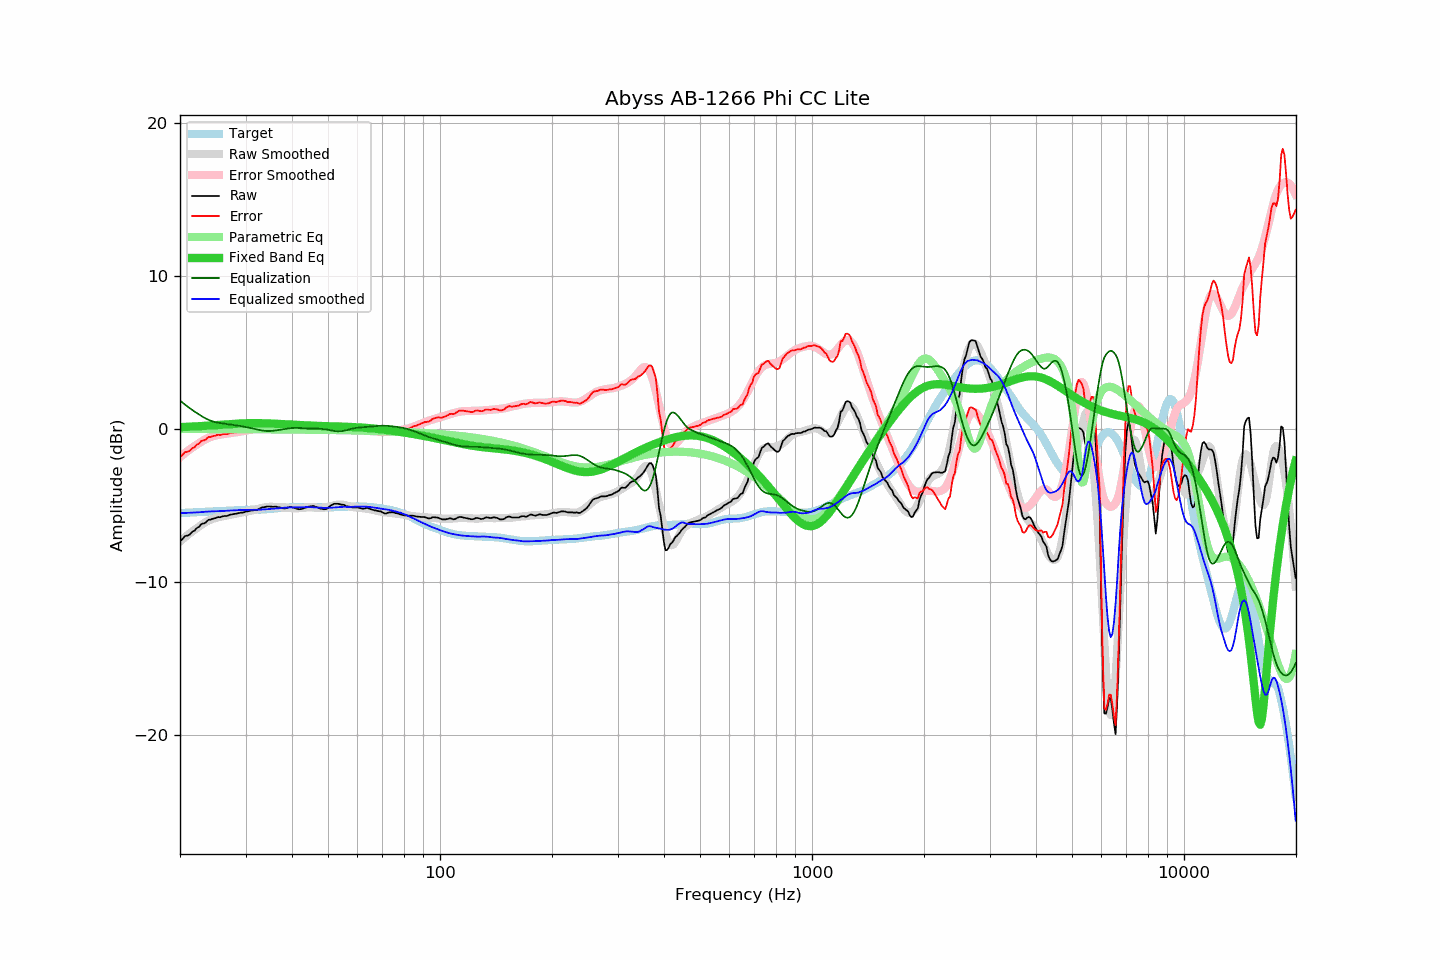 Abyss AB-1266 Phi CC Lite
Target
Raw Smoothed
Error Smoothed
Raw
Error
Parametric Eq
Fixed Band Eq
Equalization
Equalized smoothed
20
10
0
−10
−20
Amplitude (dBr)
100
1000
10000
Frequency (Hz)